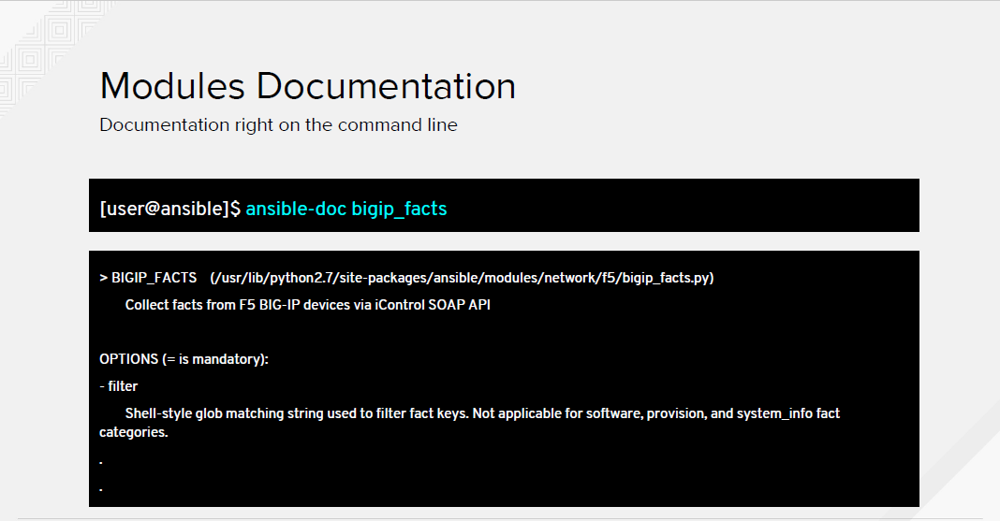 Modules Documentation
Documentation right on the command line
[user@ansible]$ ansible-doc bigip_facts
> BIGIP_FACTS (/usr/lib/python2.7/site-packages/ansible/modules/network/f5/bigip_facts.py)
Collect facts from F5 BIG-IP devices via iControl SOAP API
OPTIONS (= is mandatory):
- filter
Shell-style glob matching string used to filter fact keys. Not applicable for software, provision, and system_info fact
categories.
.
.